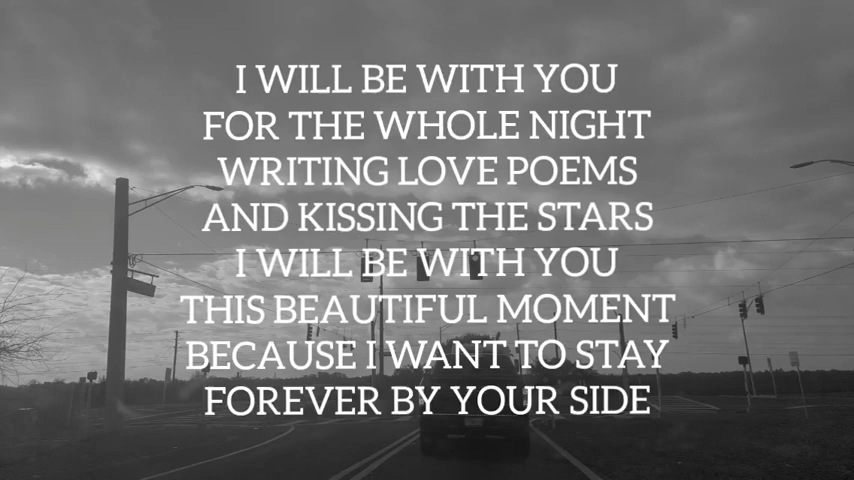 I WILL BE WITH YOU
FOR THE WHOLE NIGHT
WRITING LOVE POEMS
AND KISSING THE STARS
I WILL BE WITH YOU
THIS BEAUTIFUL MOMENT
BECAUSE I WANT TO STAY
FOREVER BY YOUR SIDE